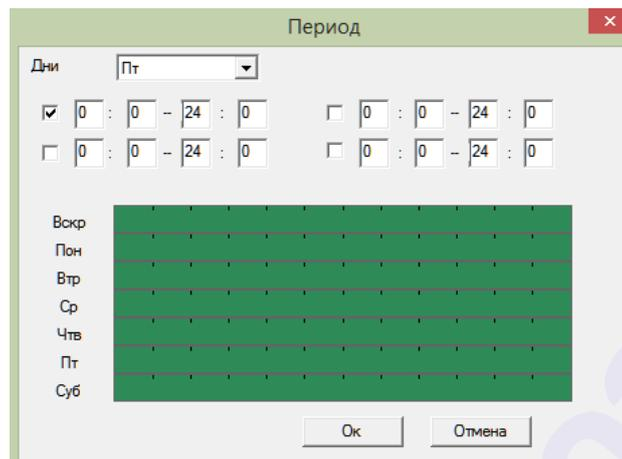 Период
Дни Пт
0 : 0 – 24 : 0 0 : 0 – 24 : 0
0 : 0 – 24 : 0 0 : 0 – 24 : 0
Вскр
Пон
Втр
Ср
Чтв
Пт
Суб
Ок Отмена